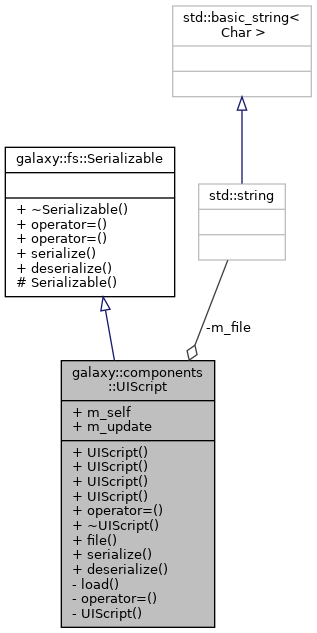 std::basic_string<
Char >
galaxy::fs::Serializable
+ ~Serializable()
+ operator=()
+ operator=()
+ serialize()
+ deserialize()
# Serializable()
std::string
-m_file
galaxy::components
::UIScript
+ m_self
+ m_update
+ UIScript()
+ UIScript()
+ UIScript()
+ UIScript()
+ operator=()
+ ~UIScript()
+ file()
+ serialize()
+ deserialize()
- load()
- operator=()
- UIScript()